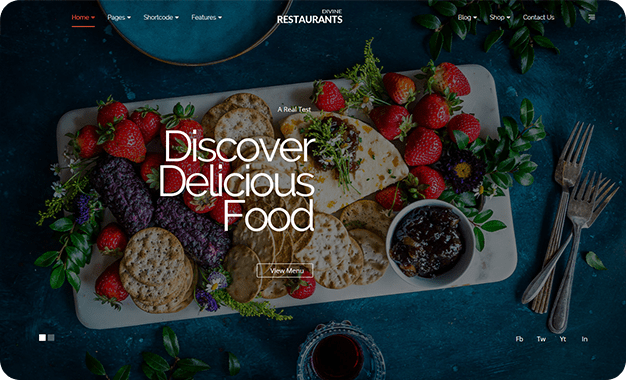 Home
Pages
Shortcode
Features
DIVINE
RESTAURANTS
Blog
Shop
Contact Us
A Real Test
Discover
Delicious
Food
View Menu
Fb
Tw
Yt
In